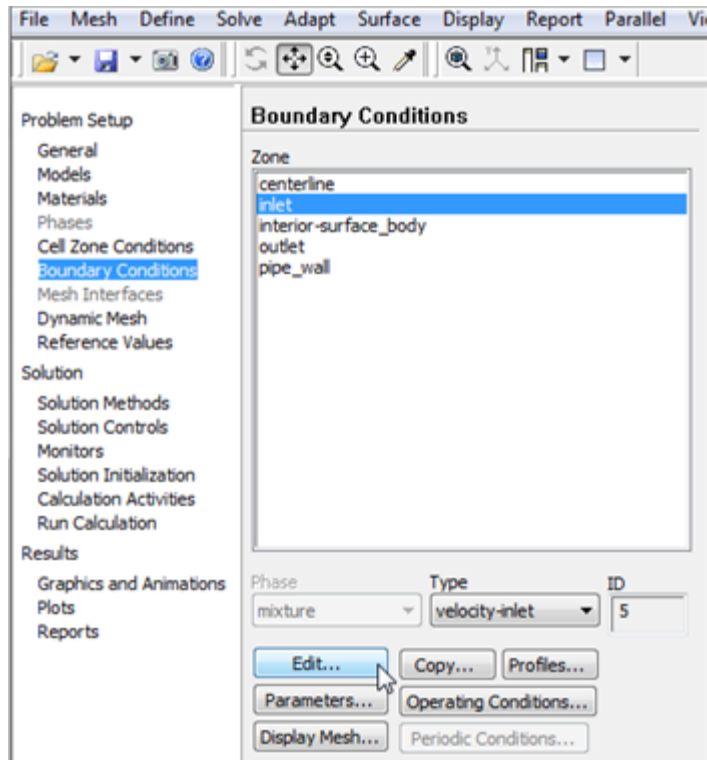 File Mesh Define Solve Adapt Surface Display Report Parallel
Problem Setup
General
Models
Materials
Phases
Cell Zone Conditions
Boundary Conditions
Mesh Interfaces
Dynamic Mesh
Reference Values
Solution
Solution Methods
Solution Controls
Monitors
Solution Initialization
Calculation Activities
Run Calculation
Results
Graphics and Animations
Plots
Reports
Boundary Conditions
Zone
centerline
inlet
interior-surface_body
outlet
pipe_wall
Phase Type ID
mixture velocity-inlet 5
Edit... Copy... Profiles...
Parameters... Operating Conditions...
Display Mesh... Periodic Conditions...